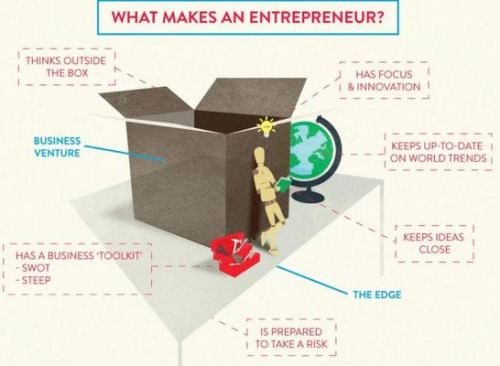 WHAT MAKES AN ENTREPRENEUR?
THINKS OUTSIDE
THE BOX
HAS FOCUS
& INNOVATION
BUSINESS
VENTURE
KEEPS UP-TO-DATE
ON WORLD TRENDS
KEEPS IDEAS
CLOSE
HAS A BUSINESS 'TOOLKIT'
- SWOT
- STEEP
THE EDGE
IS PREPARED
TO TAKE A RISK